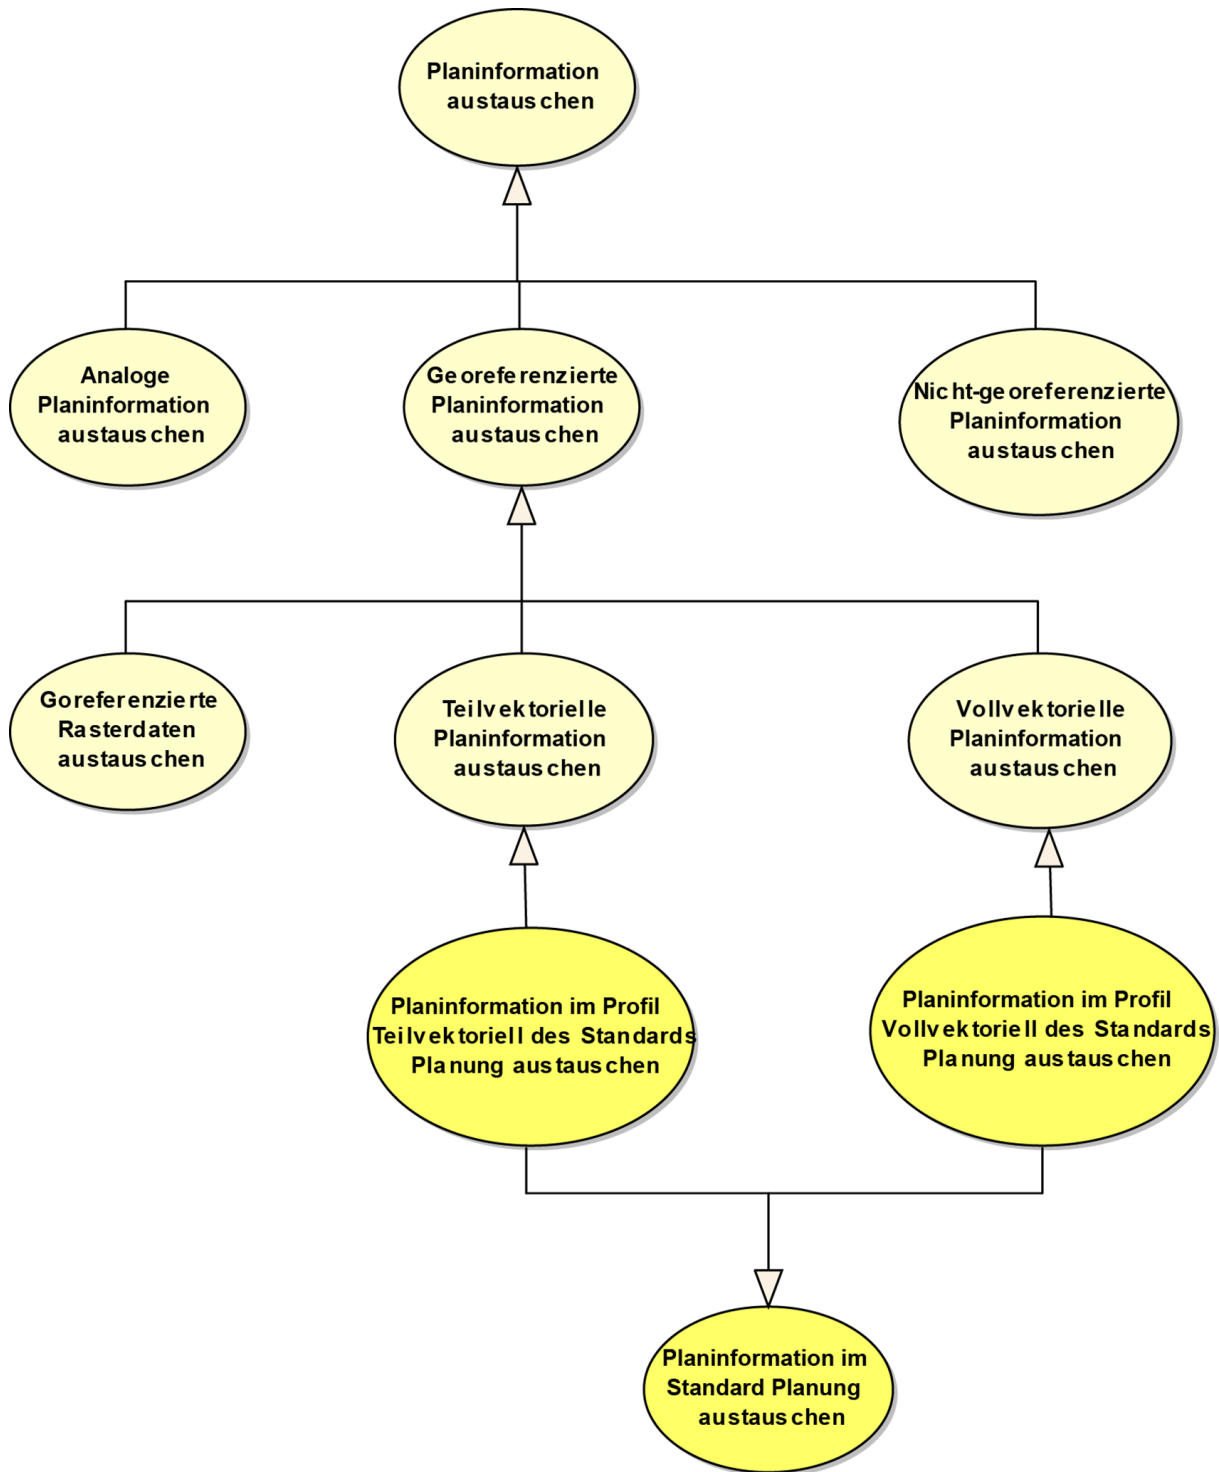 Planinformation
austauschen
Analoge
Planinformation
austauschen
Georeferenzierte
Planinformation
austauschen
Nicht-georeferenzierte
Planinformation
austauschen
Goreferenzierte
Rasterdaten
austauschen
Teilvektorielle
Planinformation
austauschen
Vollvektorielle
Planinformation
austauschen
Planinformation im Profil
Teilvektoriell des Standards
Planung austauschen
Planinformation im Profil
Vollvektoriell des Standards
Planung austauschen
Planinformation im
Standard Planung
austauschen